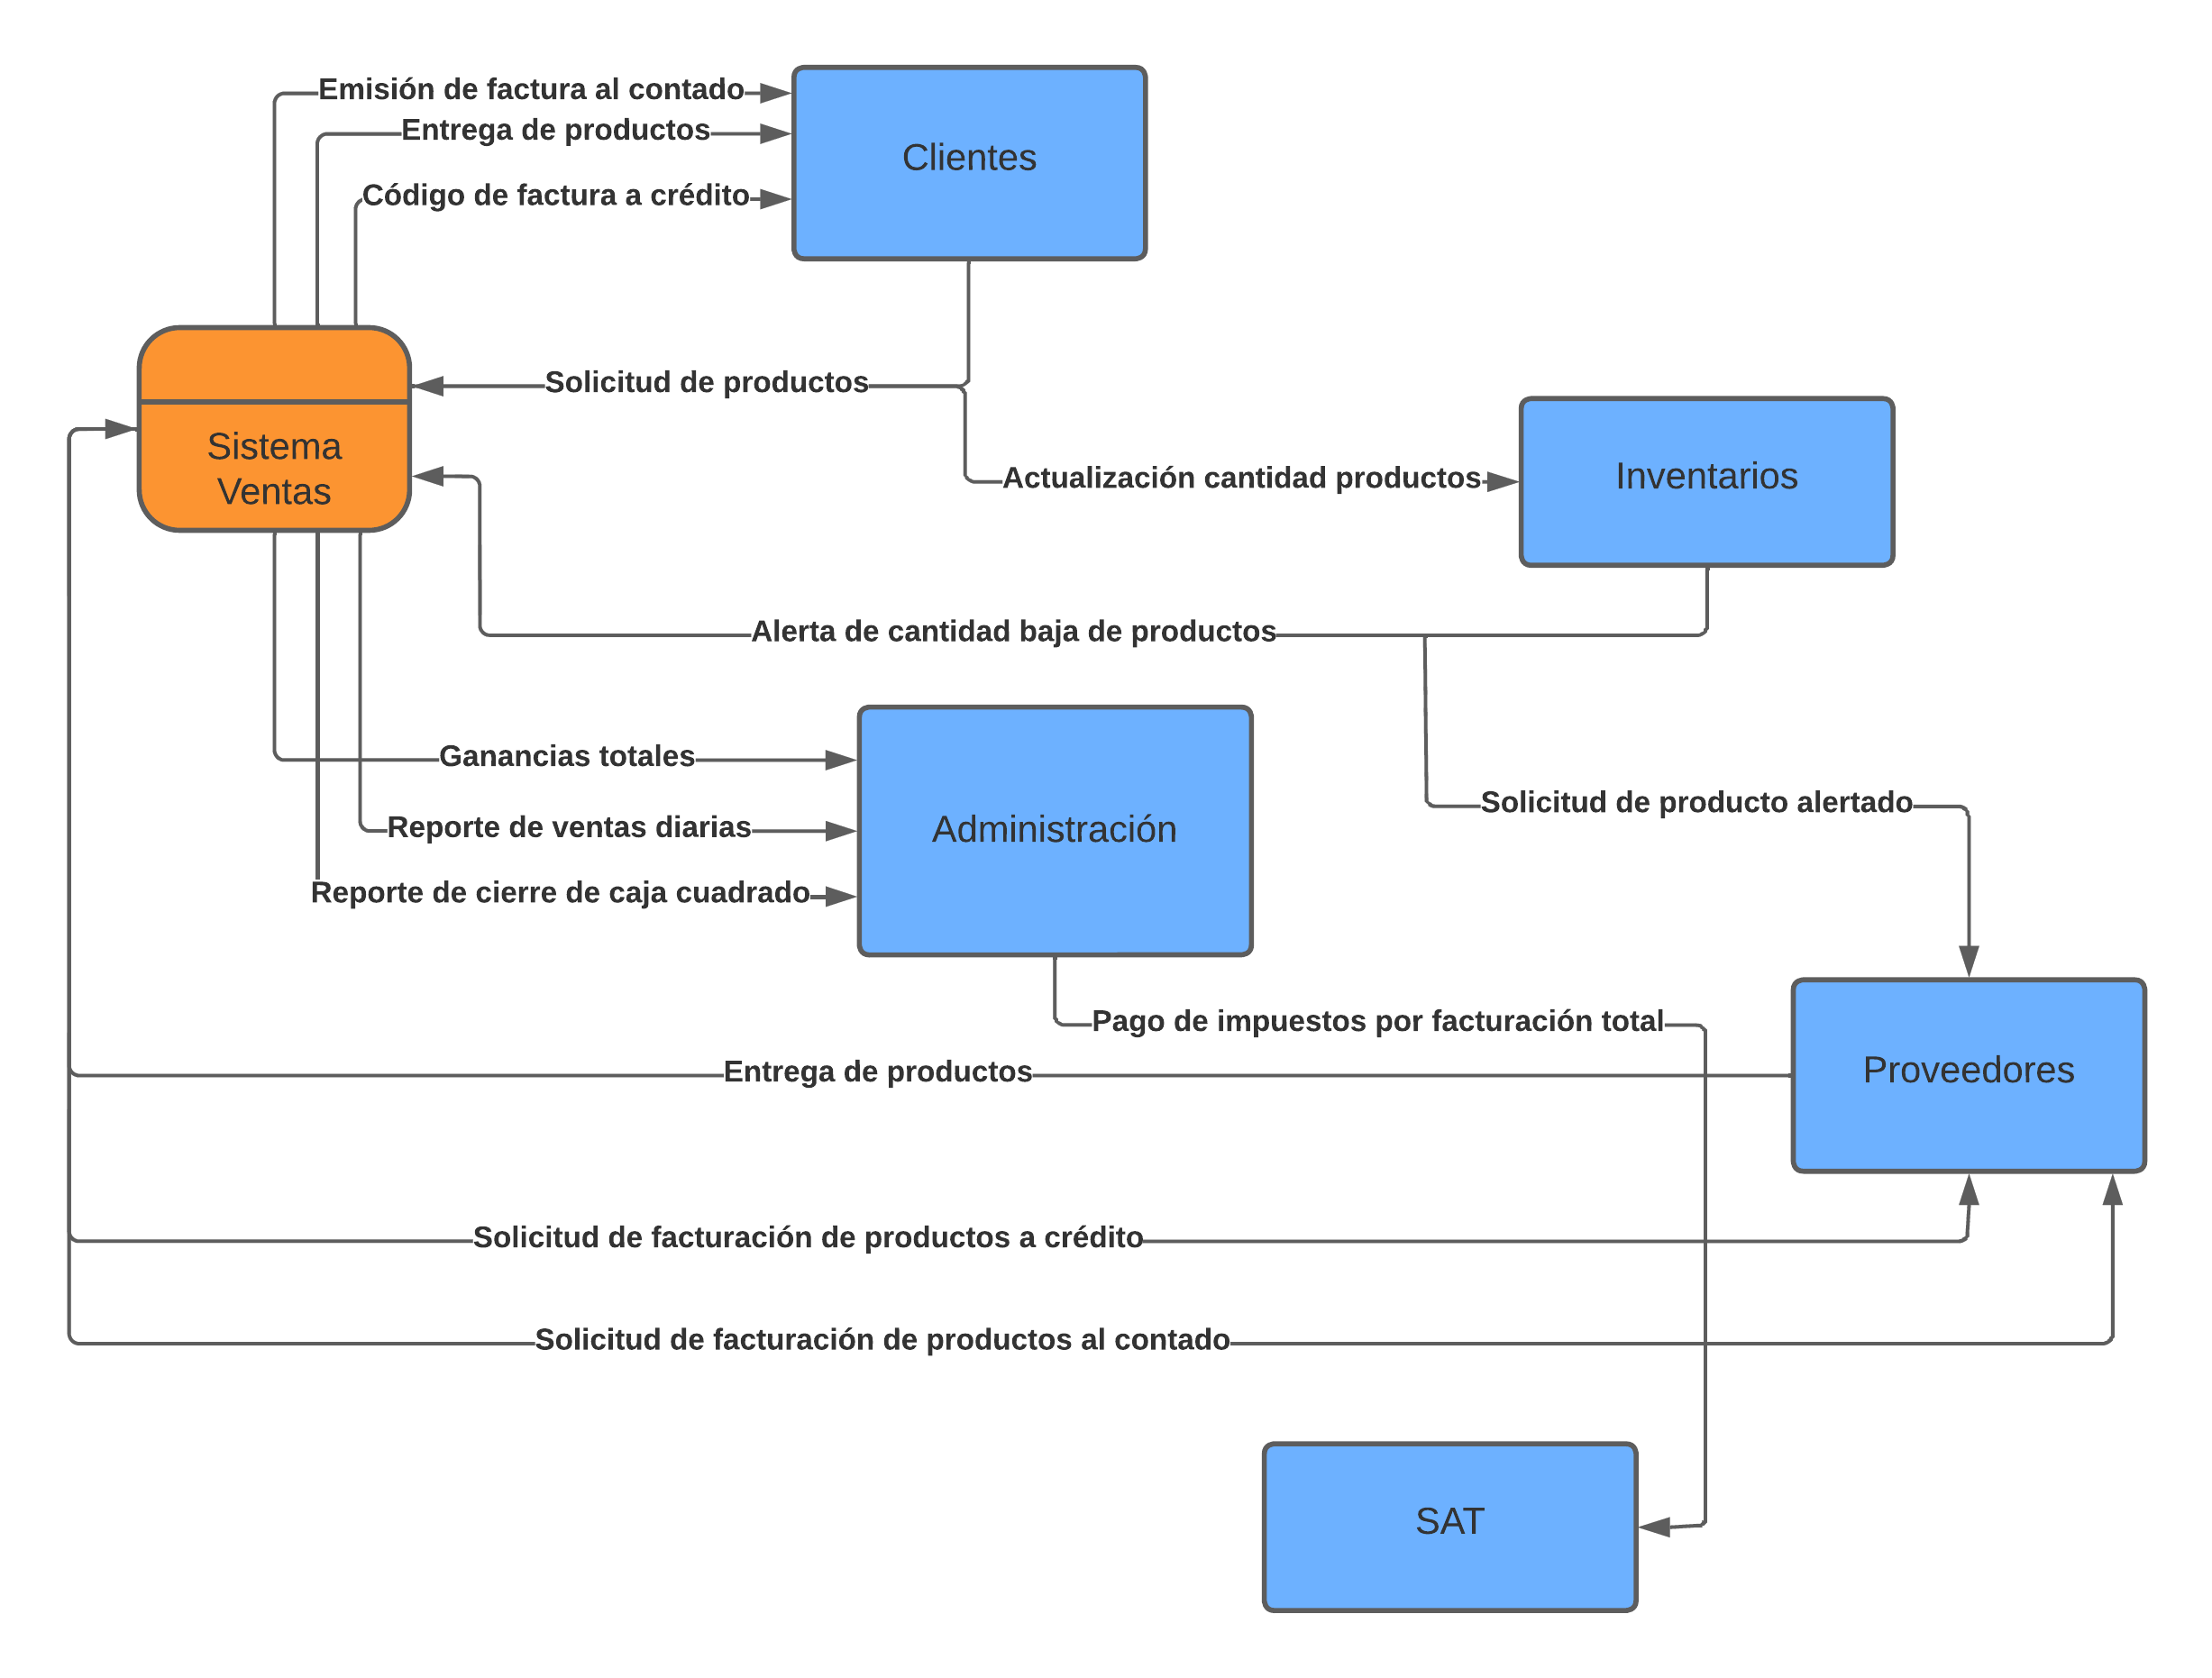 Emisión de factura al contado
Entrega de productos
Clientes
Código de factura a crédito
Solicitud de productos
Sistema
Ventas
Actualización cantidad productos
Inventarios
Alerta de cantidad baja de productos
Ganancias totales
Solicitud de producto alertado
Reporte de ventas diarias
Administración
Reporte de cierre de caja cuadrado
Pago de impuestos por facturación total
Entrega de productos
Proveedores
Solicitud de facturación de productos a crédito
Solicitud de facturación de productos al contado
SAT